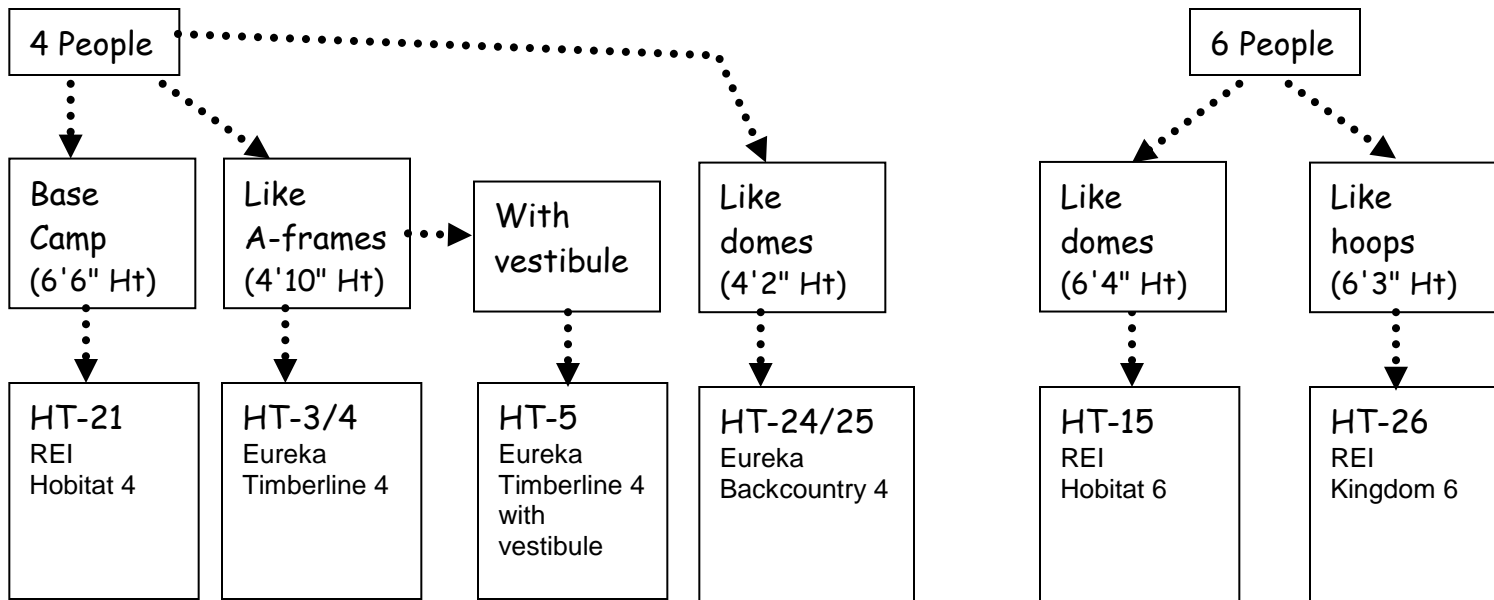 4 People
6 People
Base
Camp
(6'6" Ht)
Like
A-frames
(4'10" Ht)
With
vestibule
Like
domes
(4'2" Ht)
Like
domes
(6'4" Ht)
Like
hoops
(6'3" Ht)
HT-21
REI
Hobitat 4
HT-3/4
Eureka
Timberline 4
HT-5
Eureka
Timberline 4
with
vestibule
HT-24/25
Eureka
Backcountry 4
HT-15
REI
Hobitat 6
HT-26
REI
Kingdom 6